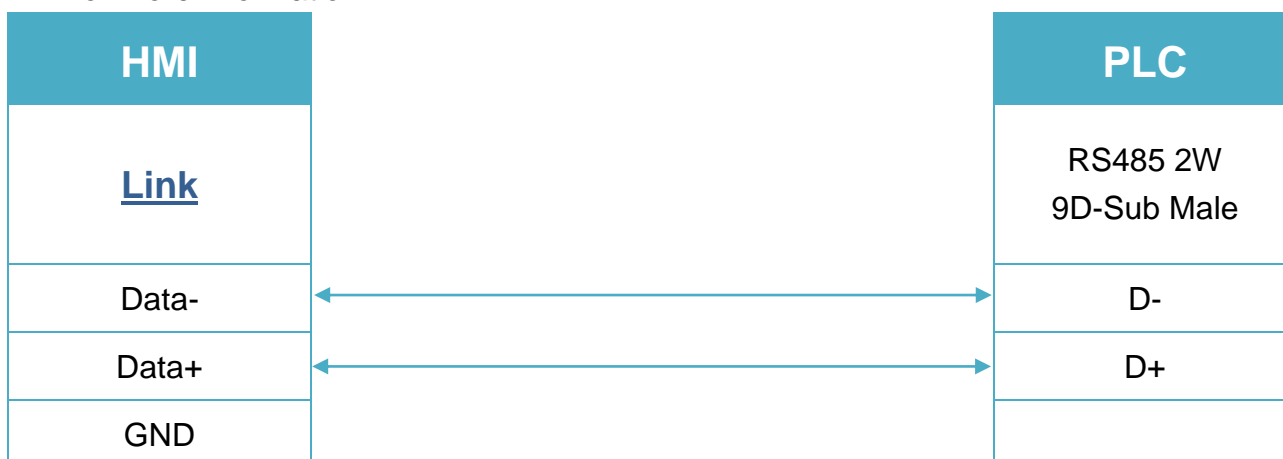 HMI PLC
Link RS485 2W
9D-Sub Male
Data- D-
Data+ D+
GND